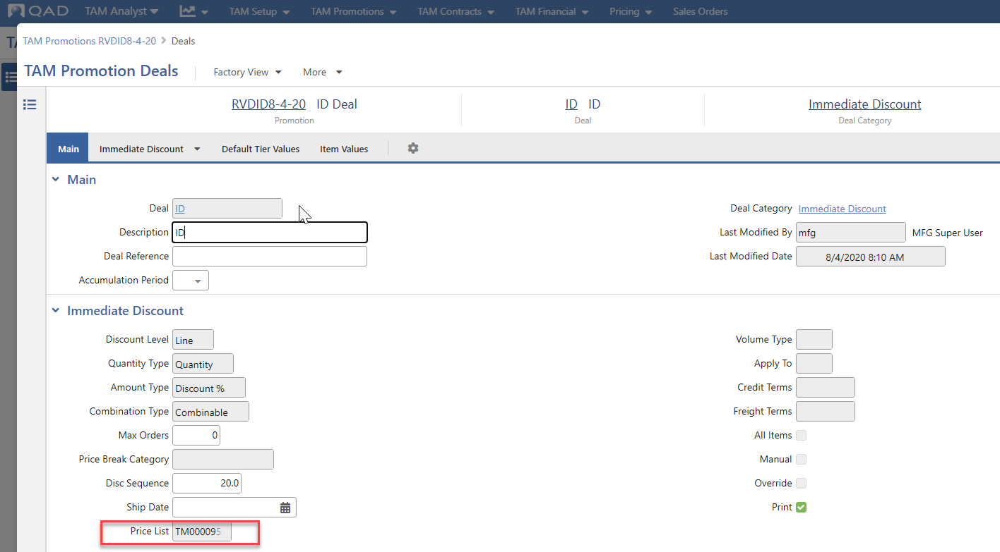 QAD TAM Analyst TAM Setup TAM Promotions TAM Contracts TAM Financial Pricing Sales Orders
TAM Promotions RVDID8-4-20 > Deals
TAM Promotion Deals Factory View More
RVDID8-4-20 ID Deal ID ID Immediate Discount
Promotion Deal Deal Category
Main Immediate Discount Default Tier Values Item Values
Main
Deal ID Deal Category Immediate Discount
Description ID Last Modified By mfg MFG Super User
Deal Reference Last Modified Date 8/4/2020 8:10 AM
Accumulation Period
Immediate Discount
Discount Level Line Volume Type
Quantity Type Quantity Apply To
Amount Type Discount % Credit Terms
Combination Type Combinable Freight Terms
Max Orders 0 All Items
Price Break Category Manual
Disc Sequence 20.0 Override
Ship Date Print
Price List TM000095